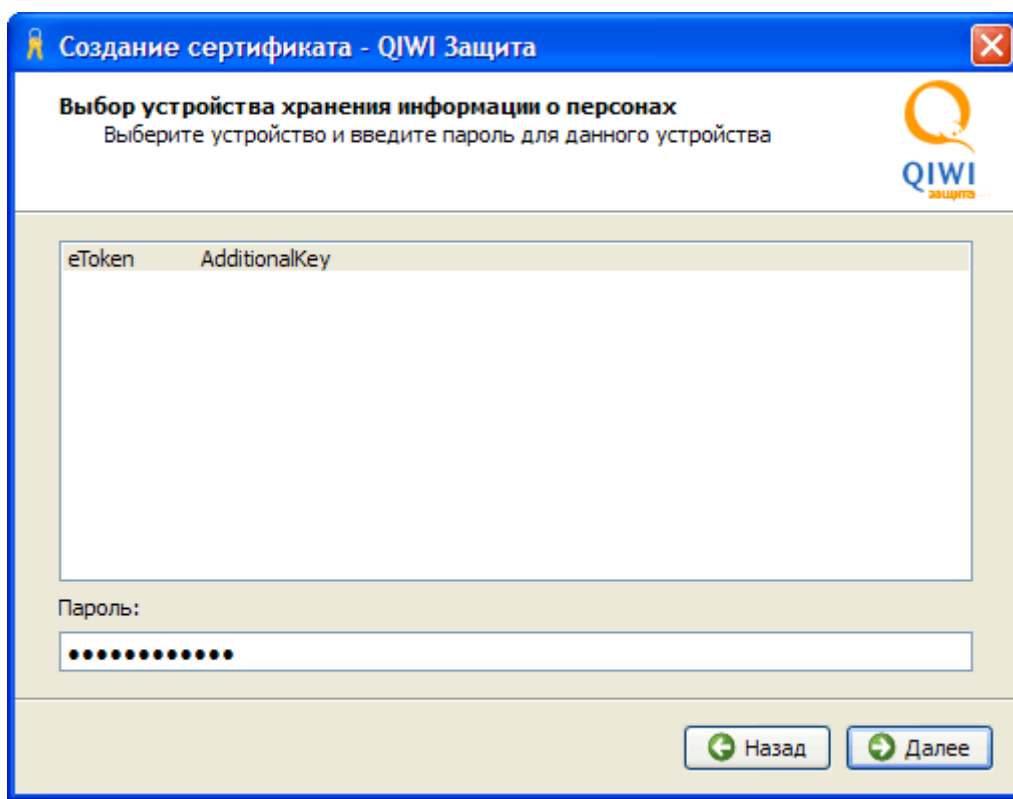 Создание сертификата - QIWI Защита
Выбор устройства хранения информации о персонах
Выберите устройство и введите пароль для данного устройства
QIWI
защита
eToken AdditionalKey
Пароль:
••••••••••••
Назад Далее